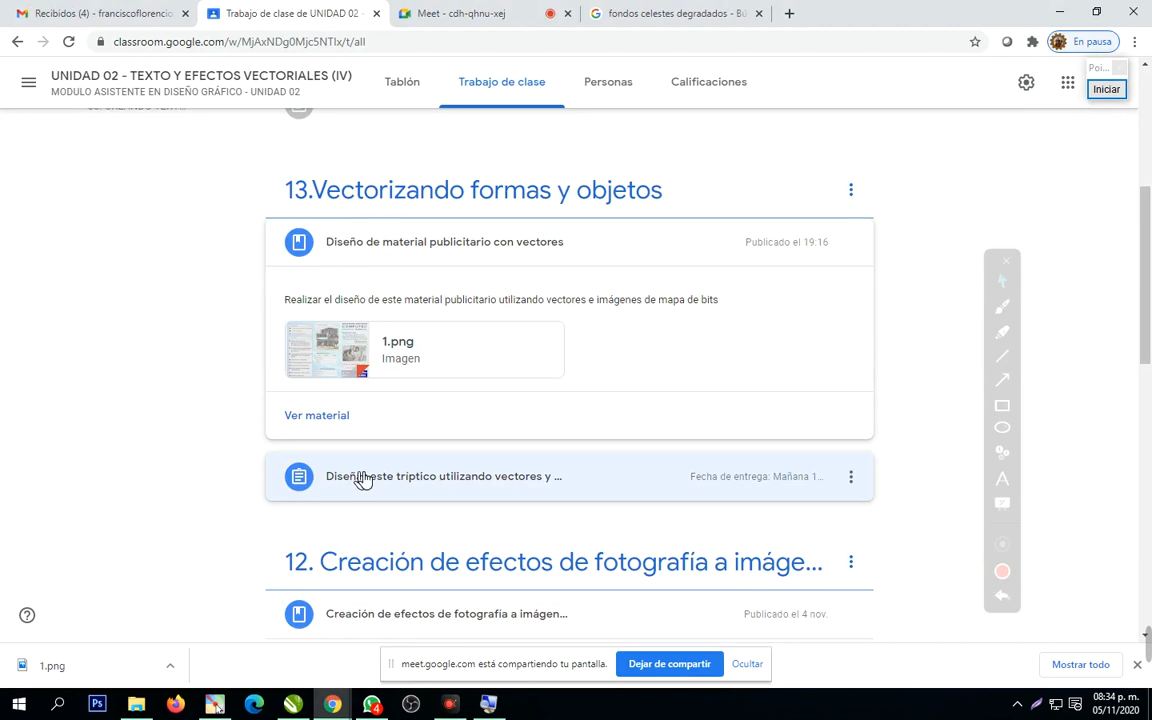 Recibidos (4) - franciscoflorencio
Trabajo de clase de UNIDAD 02 -
Meet - cdh-qhnu-xej
fondos celestes degradados - Bú
classroom.google.com/w/MjAxNDg0Mjc5NTIx/t/all
En pausa
UNIDAD 02 - TEXTO Y EFECTOS VECTORIALES (IV)
MODULO ASISTENTE EN DISEÑO GRÁFICO - UNIDAD 02
Tablón
Trabajo de clase
Personas
Calificaciones
Poi...
Iniciar
13.Vectorizando formas y objetos
Diseño de material publicitario con vectores
Publicado el 19:16
Realizar el diseño de este material publicitario utilizando vectores e imágenes de mapa de bits
1.png
Imagen
Ver material
este tríptico utilizando vectores y ...
Fecha de entrega: Mañana 1...
12. Creación de efectos de fotografía a imáge...
Creación de efectos de fotografía a imágen...
Publicado el 4 nov.
1.png
meet.google.com está compartiendo tu pantalla.
Dejar de compartir
Ocultar
Mostrar todo
08:34 p. m.
05/11/2020